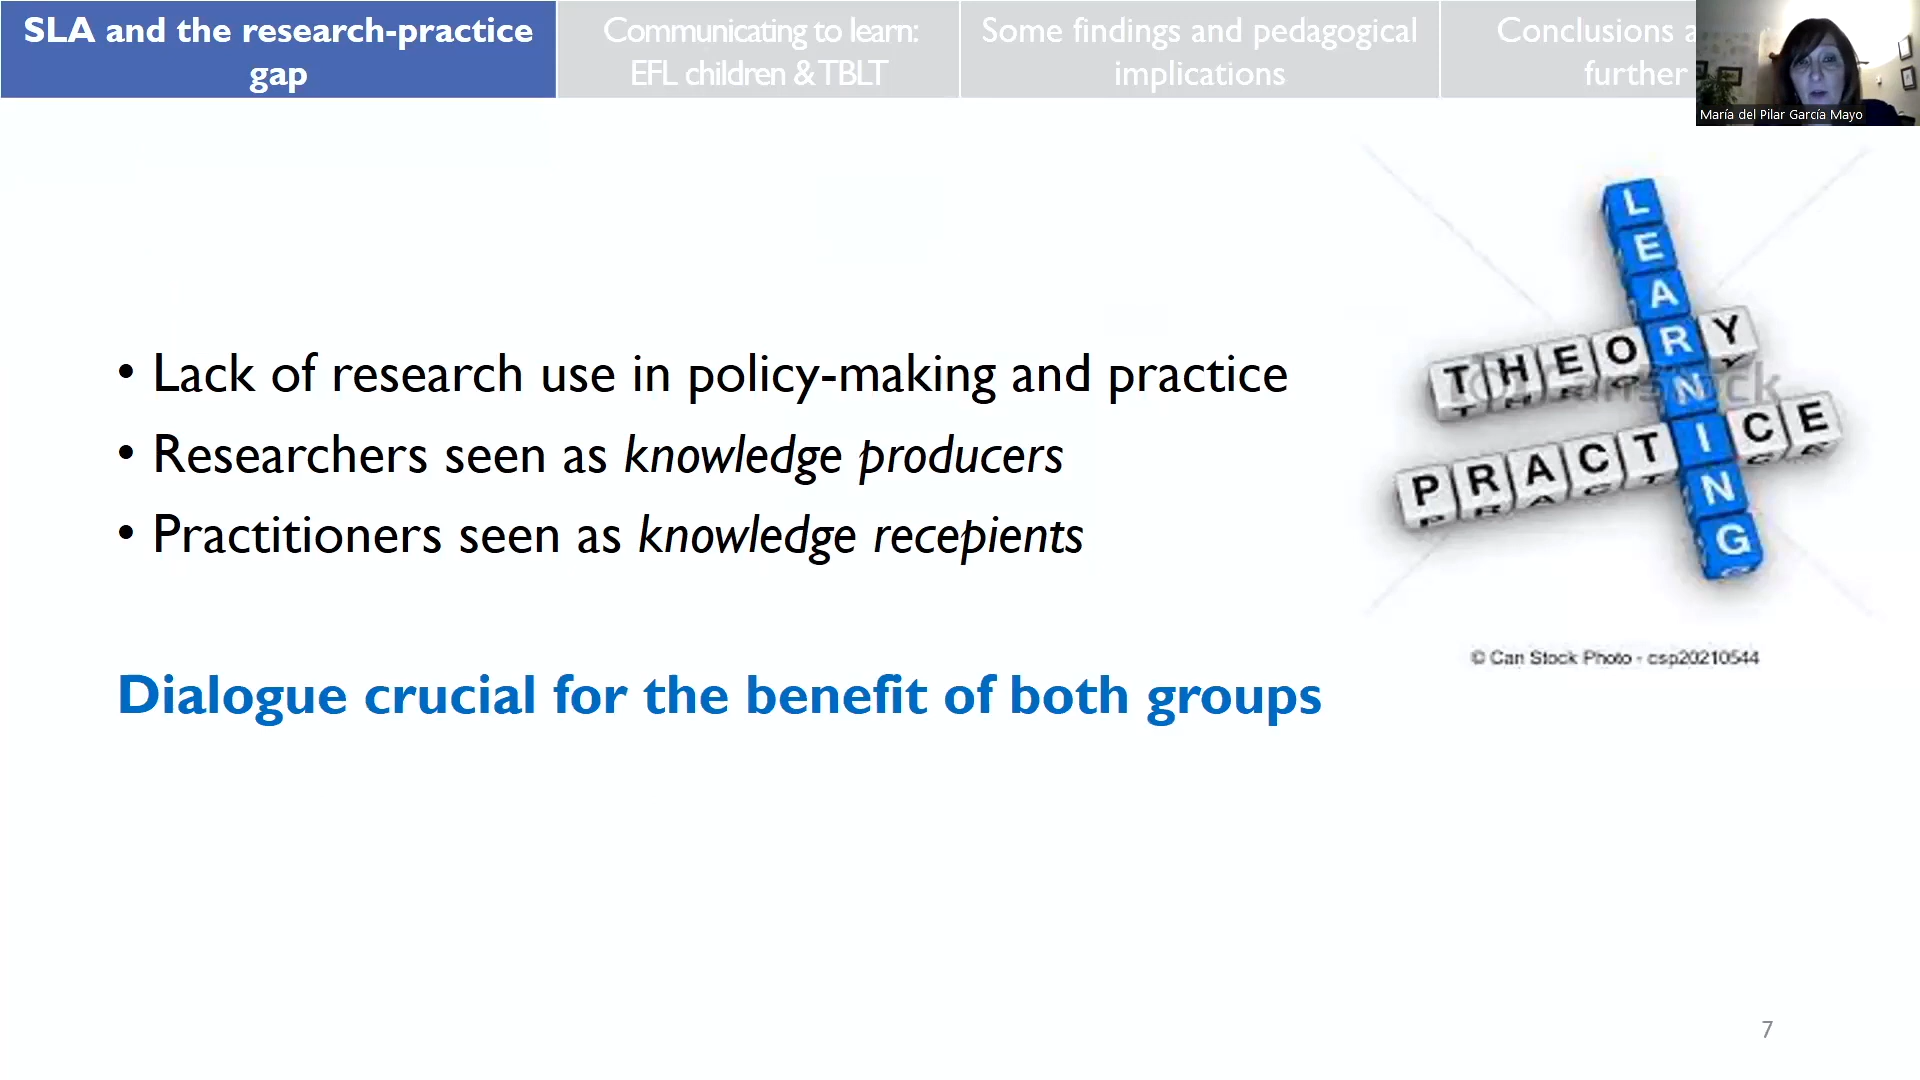 SLA and the research-practice
gap
Communicating to learn:
EFL children & TBLT
Some findings and pedagogical
implications
Conclusions a
further
María del Pilar García Mayo
• Lack of research use in policy-making and practice
• Researchers seen as knowledge producers
• Practitioners seen as knowledge recepients
Dialogue crucial for the benefit of both groups
LEARNING
THEORY
PRACTICE
© Can Stock Photo - csp20210544
7